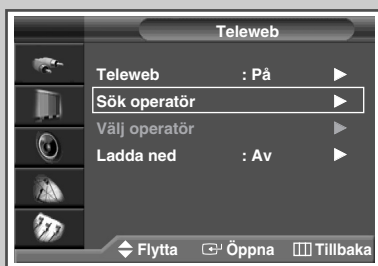 Teleweb
Teleweb : På
Sök operatör
Välj operatör
Ladda ned : Av
Flytta Öppna Tillbaka